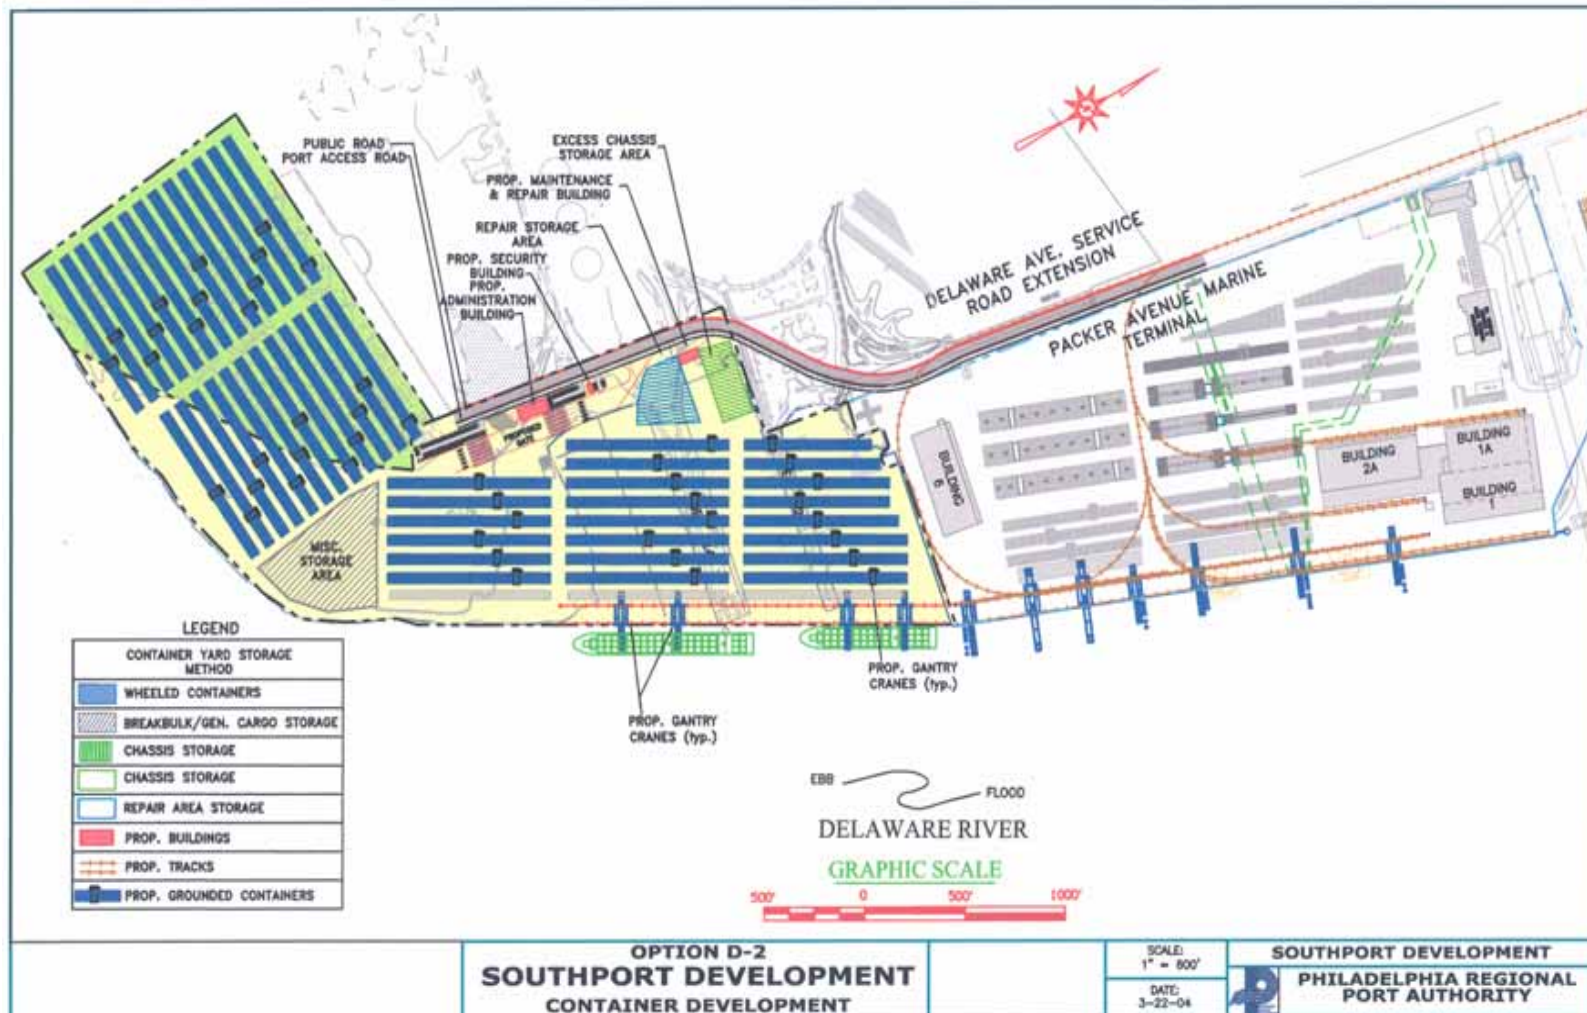 PUBLIC ROAD
PORT ACCESS ROAD
EXCESS CHASSIS
STORAGE AREA
PROP. MAINTENANCE
& REPAIR BUILDING
REPAIR STORAGE
AREA
PROP. SECURITY
BUILDING
PROP.
ADMINISTRATION
BUILDING
DELAWARE AVE. SERVICE
ROAD EXTENSION
PACKER AVENUE MARINE
TERMINAL
PROPOSED
GATE
BUILDING
6
BUILDING
2A
BUILDING
1A
BUILDING
1
MISC.
STORAGE
AREA
PROP. GANTRY
CRANES (typ.)
PROP. GANTRY
CRANES (typ.)
LEGEND
CONTAINER YARD STORAGE
METHOD
WHEELED CONTAINERS
BREAKBULK/GEN. CARGO STORAGE
CHASSIS STORAGE
CHASSIS STORAGE
REPAIR AREA STORAGE
PROP. BUILDINGS
PROP. TRACKS
PROP. GROUNDED CONTAINERS
EBB
FLOOD
DELAWARE RIVER
GRAPHIC SCALE
500' 0 500' 1000'
OPTION D-2
SOUTHPORT DEVELOPMENT
CONTAINER DEVELOPMENT
SCALE:
1" = 800'
DATE:
3-22-04
SOUTHPORT DEVELOPMENT
PHILADELPHIA REGIONAL
PORT AUTHORITY